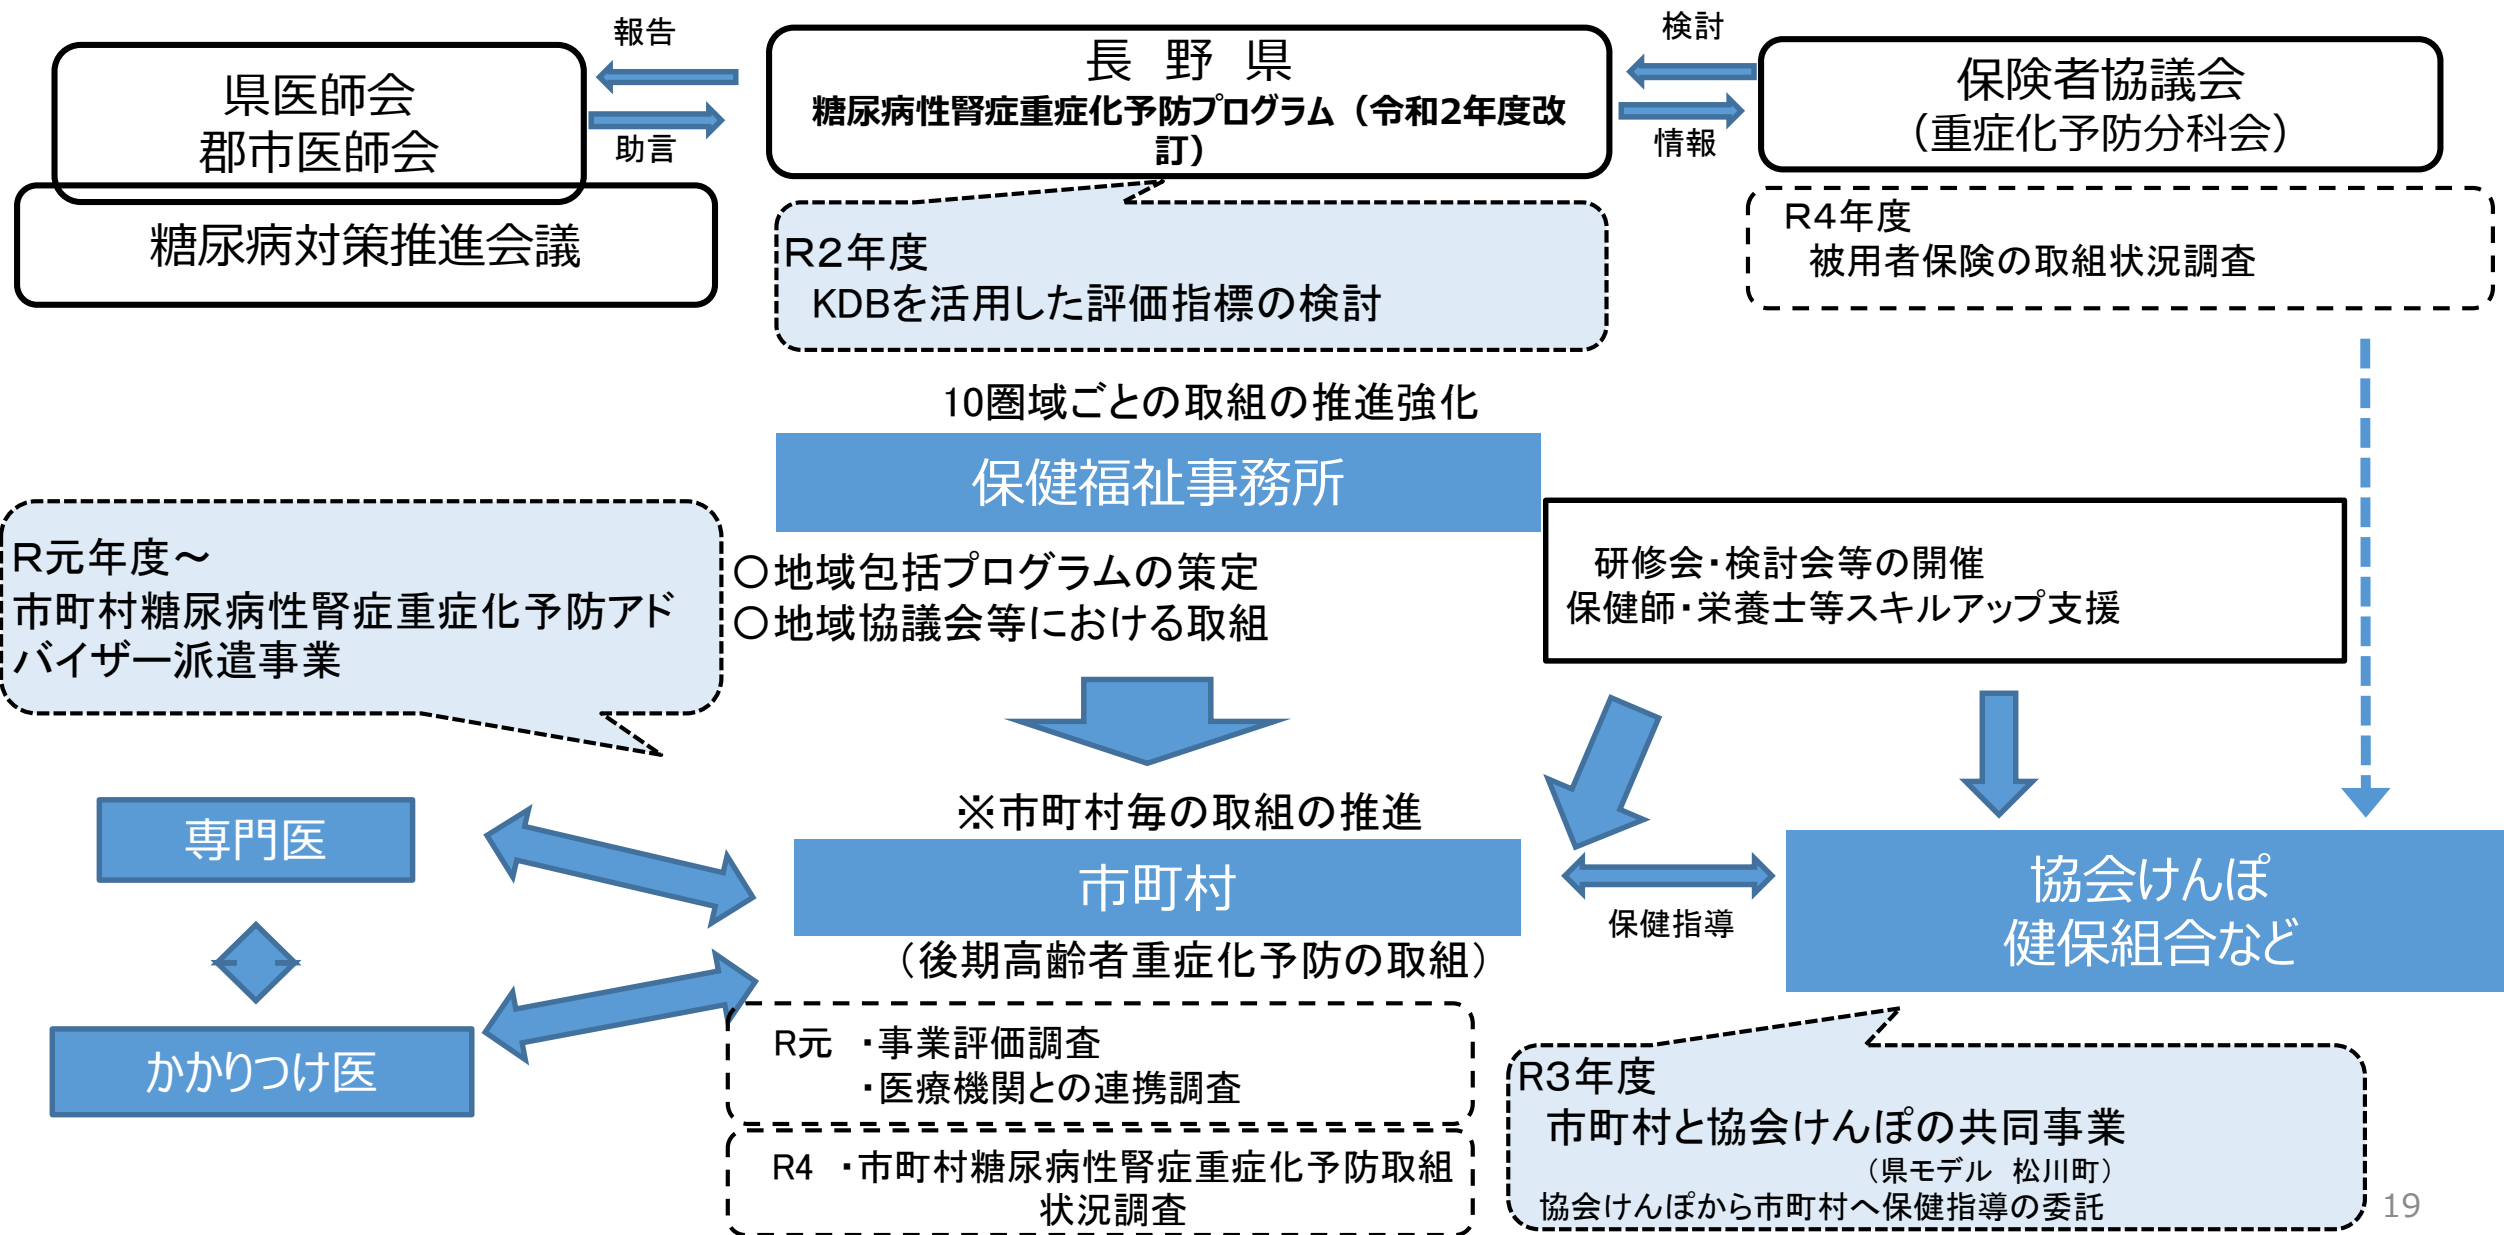 報告
助言
県医師会
郡市医師会
糖尿病対策推進会議
長　野　県
糖尿病性腎症重症化予防プログラム（令和2年度改
訂）
検討
情報
保険者協議会
（重症化予防分科会）
R2年度
KDBを活用した評価指標の検討
R4年度
被用者保険の取組状況調査
10圏域ごとの取組の推進強化
保健福祉事務所
R元年度～
市町村糖尿病性腎症重症化予防アド
バイザー派遣事業
〇地域包括プログラムの策定
〇地域協議会等における取組
研修会・検討会等の開催
保健師・栄養士等スキルアップ支援
※市町村毎の取組の推進
市町村
（後期高齢者重症化予防の取組）
専門医
かかりつけ医
保健指導
協会けんぽ
健保組合など
R元　・事業評価調査
・医療機関との連携調査
R4　・市町村糖尿病性腎症重症化予防取組
状況調査
R3年度
市町村と協会けんぽの共同事業
（県モデル　松川町）
協会けんぽから市町村へ保健指導の委託
19